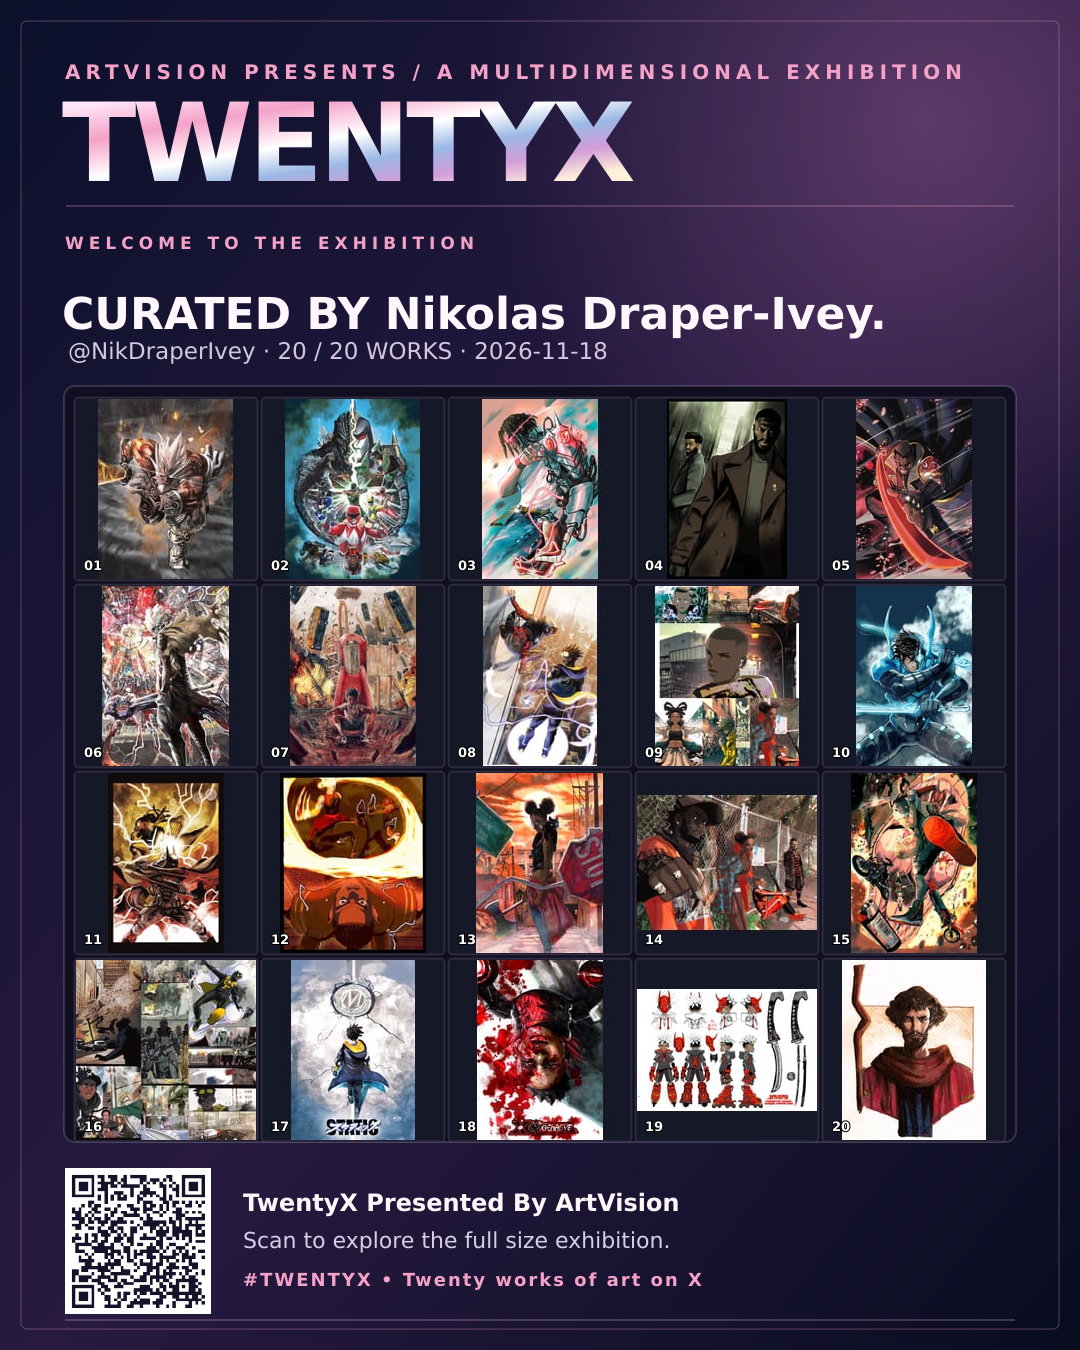 ARTVISION PRESENTS / A MULTIDIMENSIONAL EXHIBITION
TWENTYX
WELCOME TO THE EXHIBITION
CURATED BY Nikolas Draper-Ivey.
@NikDraperIvey · 20 / 20 WORKS · 2026-11-18
01
02
03
04
05
06
07
08
09
10
11
12
13
STOP
14
15
16
17
STATIC
18
19
20
TwentyX Presented By ArtVision
Scan to explore the full size exhibition.
#TWENTYX • Twenty works of art on X